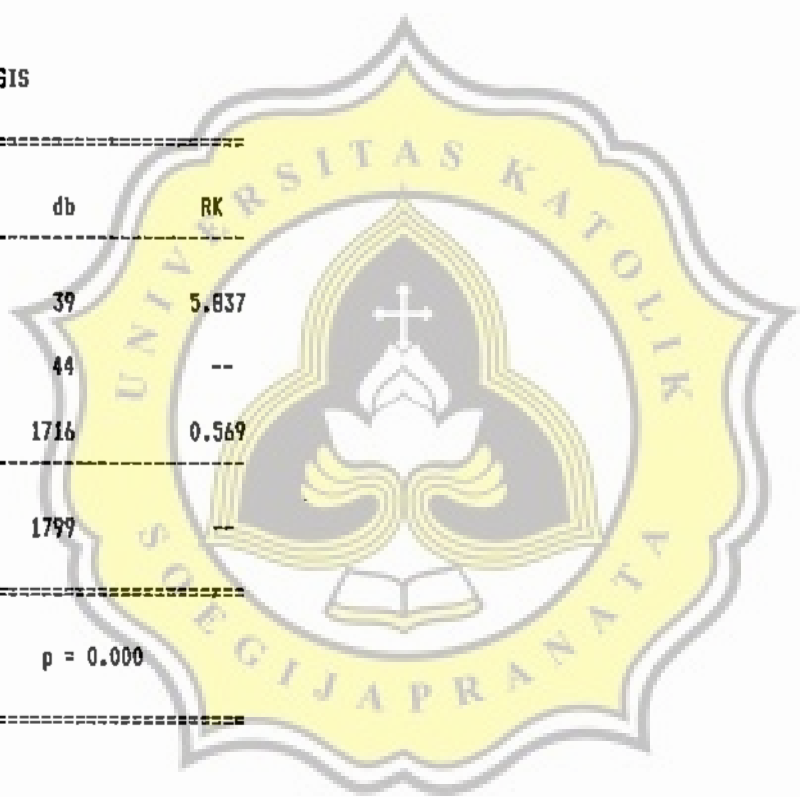 GIS
db RK
39 5.837
44 --
1716 0.569
1799 --
p = 0.000
UNIVERSITAS KATOLIK
SOEGIJAPRANATA